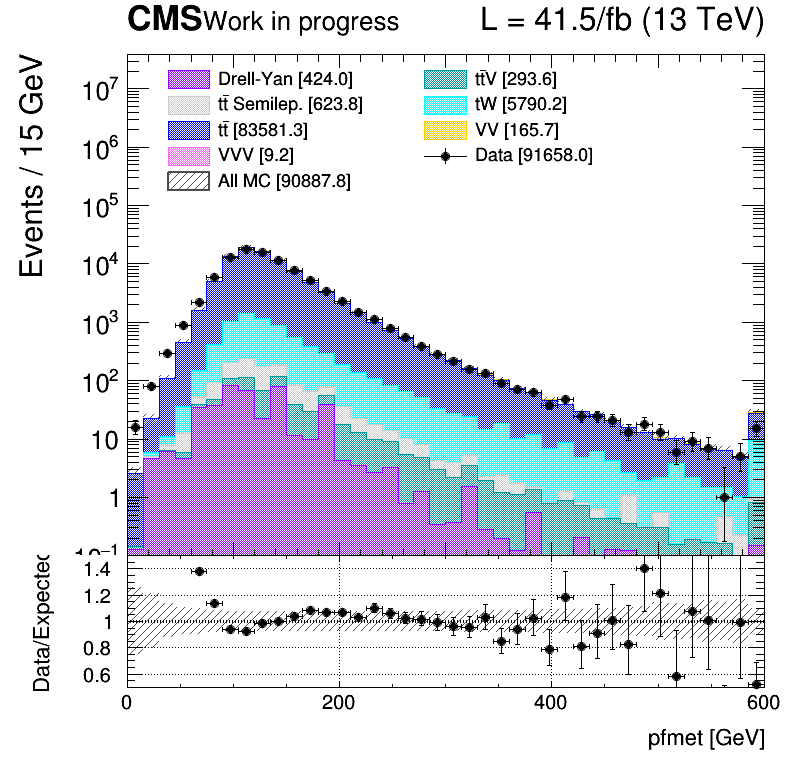 CMS Work in progress L = 41.5/fb (13 TeV)
Events / 15 GeV
Drell-Yan [424.0] tt̄V [293.6]
tt̄ Semilep. [623.8] tW [5790.2]
tt̄ [83581.3] VV [165.7]
VVV [9.2] Data [91658.0]
All MC [90887.8]
10⁷
10⁶
10⁵
10⁴
10³
10²
10
1
10⁻¹
Data/Expected
1.4
1.2
1
0.8
0.6
0 200 400 600
pfmet [GeV]